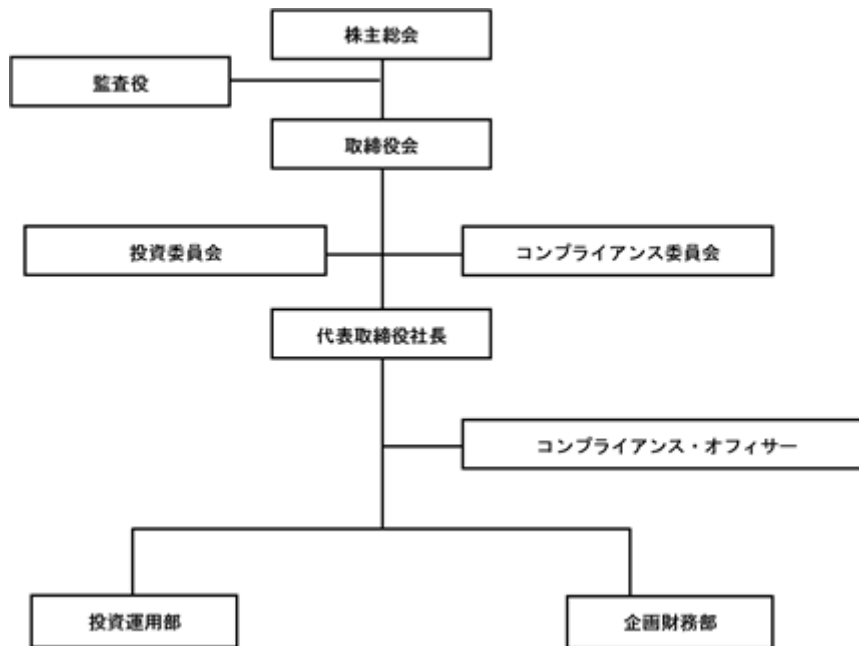 株主総会
監査役
取締役会
投資委員会
コンプライアンス委員会
代表取締役社長
コンプライアンス・オフィサー
投資運用部
企画財務部